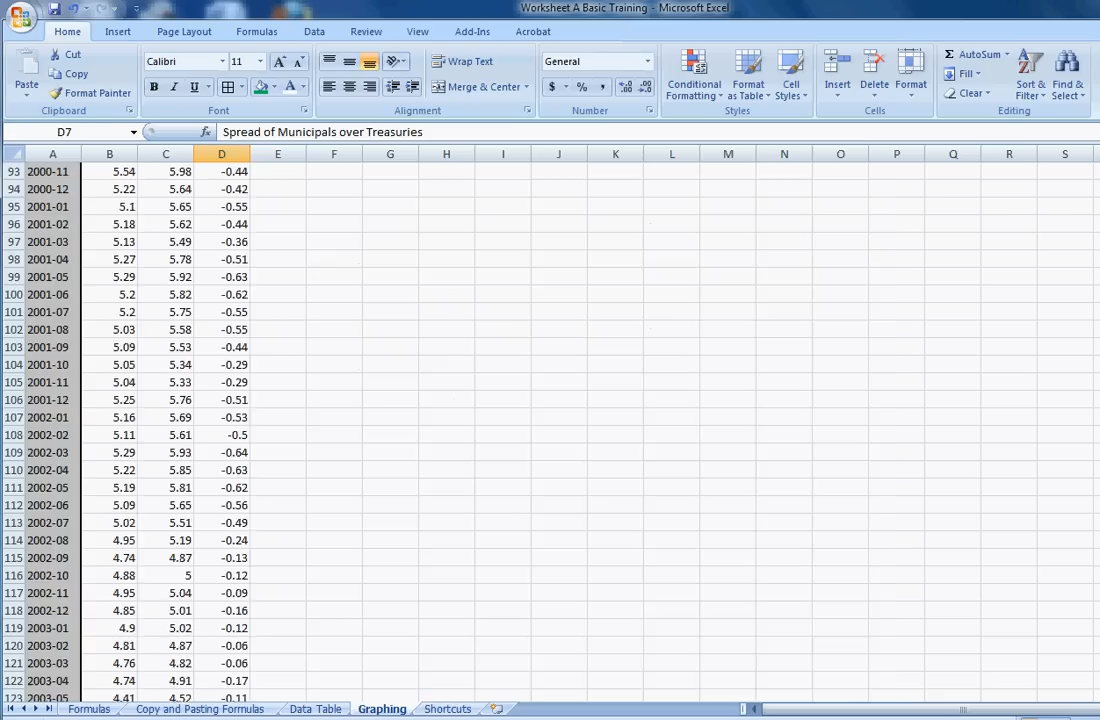 Worksheet A Basic Training - Microsoft Excel
Home Insert Page Layout Formulas Data Review View Add-Ins Acrobat
Paste Cut Copy Format Painter Clipboard
Calibri 11 A A B I U A Font
Wrap Text Merge & Center Alignment
General $ % , .0 .00 .00 .0 Number
Conditional Formatting Format as Table Cell Styles Styles
Insert Delete Format Cells
Σ AutoSum Fill Clear Sort & Filter Find & Select Editing
D7 fx Spread of Municipals over Treasuries
A B C D E F G H I J K L M N O P Q R S
93 2000-11 5.54 5.98 -0.44
94 2000-12 5.22 5.64 -0.42
95 2001-01 5.1 5.65 -0.55
96 2001-02 5.18 5.62 -0.44
97 2001-03 5.13 5.49 -0.36
98 2001-04 5.27 5.78 -0.51
99 2001-05 5.29 5.92 -0.63
100 2001-06 5.2 5.82 -0.62
101 2001-07 5.2 5.75 -0.55
102 2001-08 5.03 5.58 -0.55
103 2001-09 5.09 5.53 -0.44
104 2001-10 5.05 5.34 -0.29
105 2001-11 5.04 5.33 -0.29
106 2001-12 5.25 5.76 -0.51
107 2002-01 5.16 5.69 -0.53
108 2002-02 5.11 5.61 -0.5
109 2002-03 5.29 5.93 -0.64
110 2002-04 5.22 5.85 -0.63
111 2002-05 5.19 5.81 -0.62
112 2002-06 5.09 5.65 -0.56
113 2002-07 5.02 5.51 -0.49
114 2002-08 4.95 5.19 -0.24
115 2002-09 4.74 4.87 -0.13
116 2002-10 4.88 5 -0.12
117 2002-11 4.95 5.04 -0.09
118 2002-12 4.85 5.01 -0.16
119 2003-01 4.9 5.02 -0.12
120 2003-02 4.81 4.87 -0.06
121 2003-03 4.76 4.82 -0.06
122 2003-04 4.74 4.91 -0.17
123 2003-05 4.41 4.52 -0.11
Formulas Copy and Pasting Formulas Data Table Graphing Shortcuts